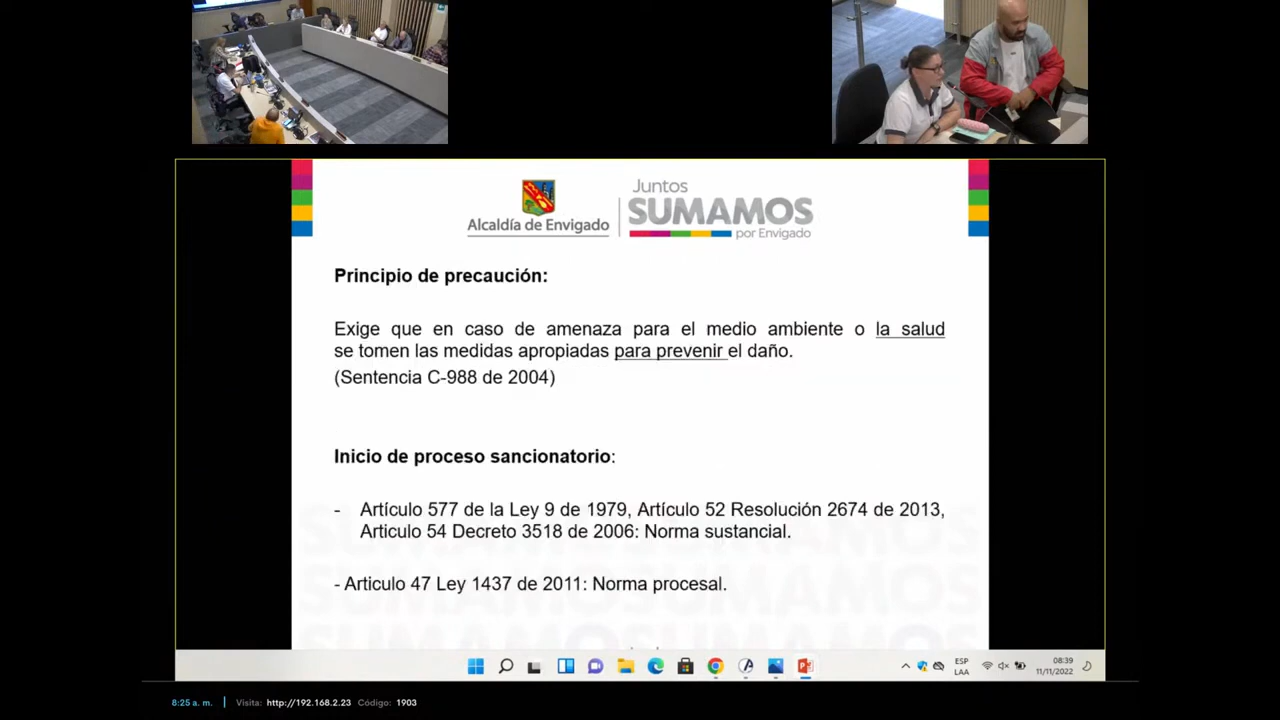 Alcaldía de Envigado
Juntos
SUMAMOS
por Envigado
Principio de precaución:
Exige que en caso de amenaza para el medio ambiente o la salud
se tomen las medidas apropiadas para prevenir el daño.
(Sentencia C-988 de 2004)
Inicio de proceso sancionatorio:
- Artículo 577 de la Ley 9 de 1979, Artículo 52 Resolución 2674 de 2013,
Articulo 54 Decreto 3518 de 2006: Norma sustancial.
- Articulo 47 Ley 1437 de 2011: Norma procesal.
SUMAMOSSUMAMOS
ESP
LAA
08:39
11/11/2022
8:25 a. m. | Visita: http://192.168.2.23 Código: 1903